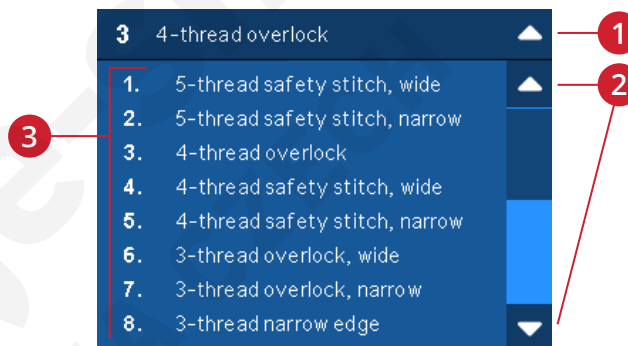 3 4-thread overlock
1
1. 5-thread safety stitch, wide
2
2. 5-thread safety stitch, narrow
3
3. 4-thread overlock
4. 4-thread safety stitch, wide
5. 4-thread safety stitch, narrow
6. 3-thread overlock, wide
7. 3-thread overlock, narrow
8. 3-thread narrow edge